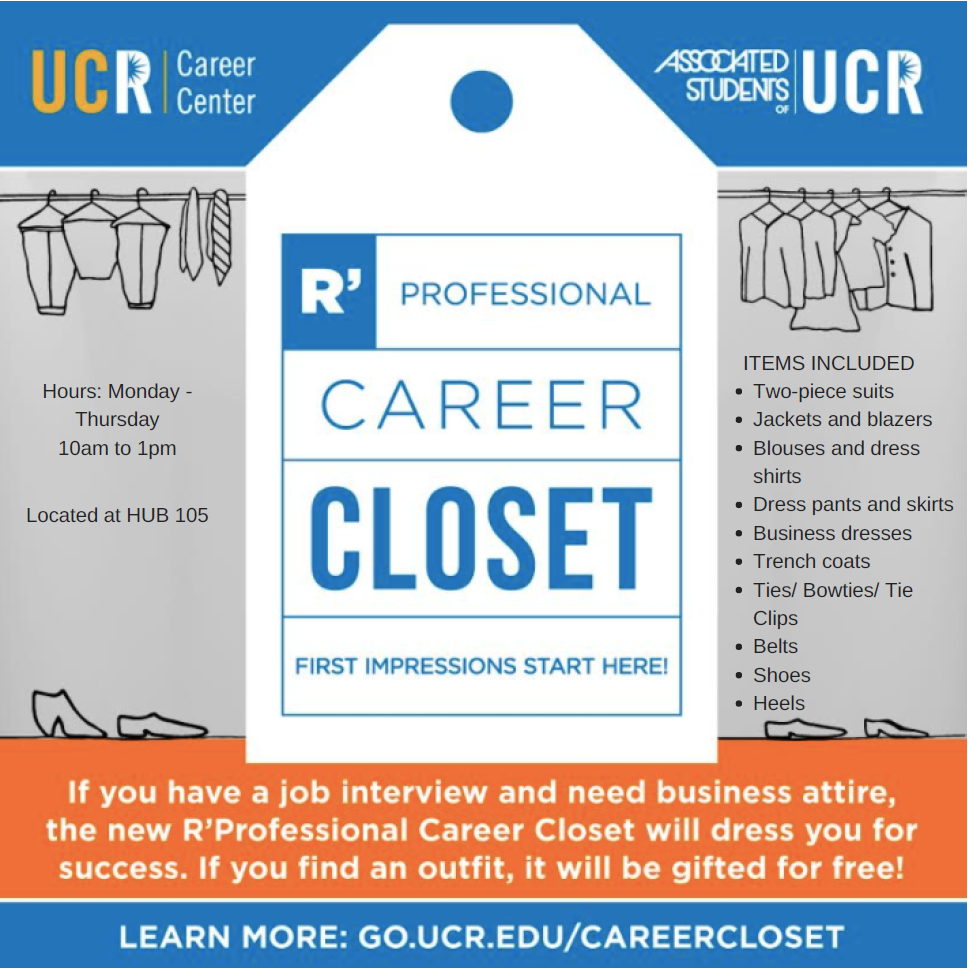 UCR Career
Center
ASSOCIATED
STUDENTS
OF
UCR
R' PROFESSIONAL
CAREER
CLOSET
FIRST IMPRESSIONS START HERE!
Hours: Monday -
Thursday
10am to 1pm
Located at HUB 105
ITEMS INCLUDED
• Two-piece suits
• Jackets and blazers
• Blouses and dress
shirts
• Dress pants and skirts
• Business dresses
• Trench coats
• Ties/ Bowties/ Tie
Clips
• Belts
• Shoes
• Heels
If you have a job interview and need business attire,
the new R'Professional Career Closet will dress you for
success. If you find an outfit, it will be gifted for free!
LEARN MORE: GO.UCR.EDU/CAREERCLOSET